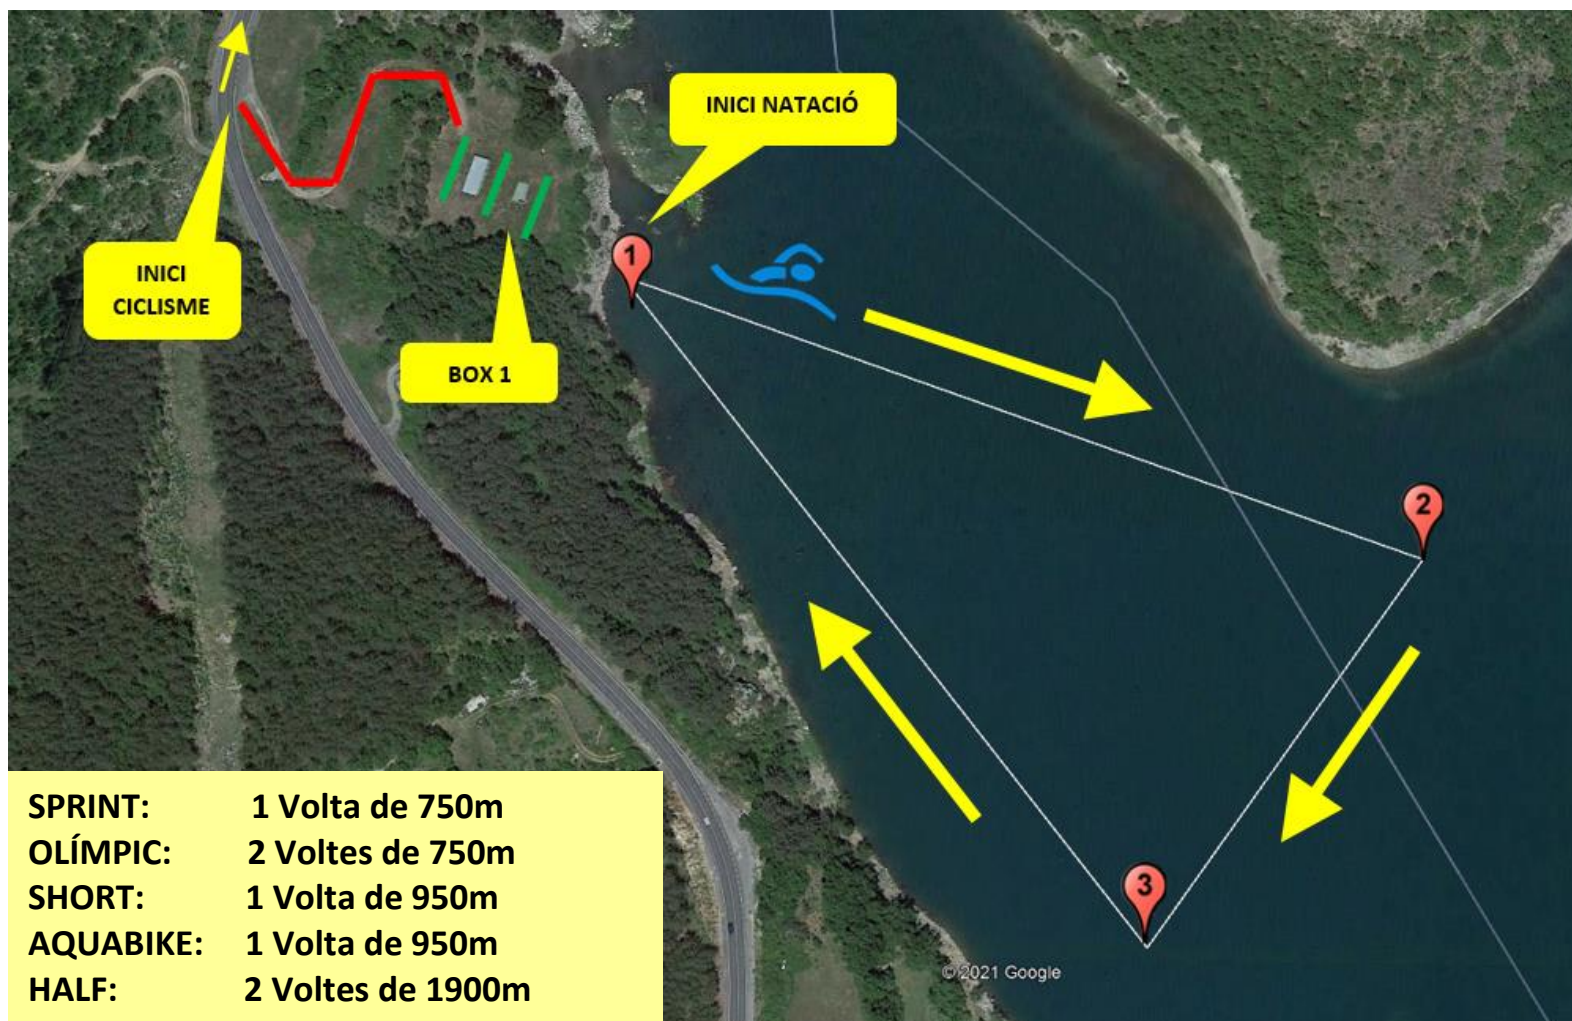 INICI NATACIÓ
1
INICI
CICLISME
BOX 1
2
3
SPRINT: 1 Volta de 750m
OLÍMPIC: 2 Voltes de 750m
SHORT: 1 Volta de 950m
AQUABIKE: 1 Volta de 950m
HALF: 2 Voltes de 1900m
© 2021 Google